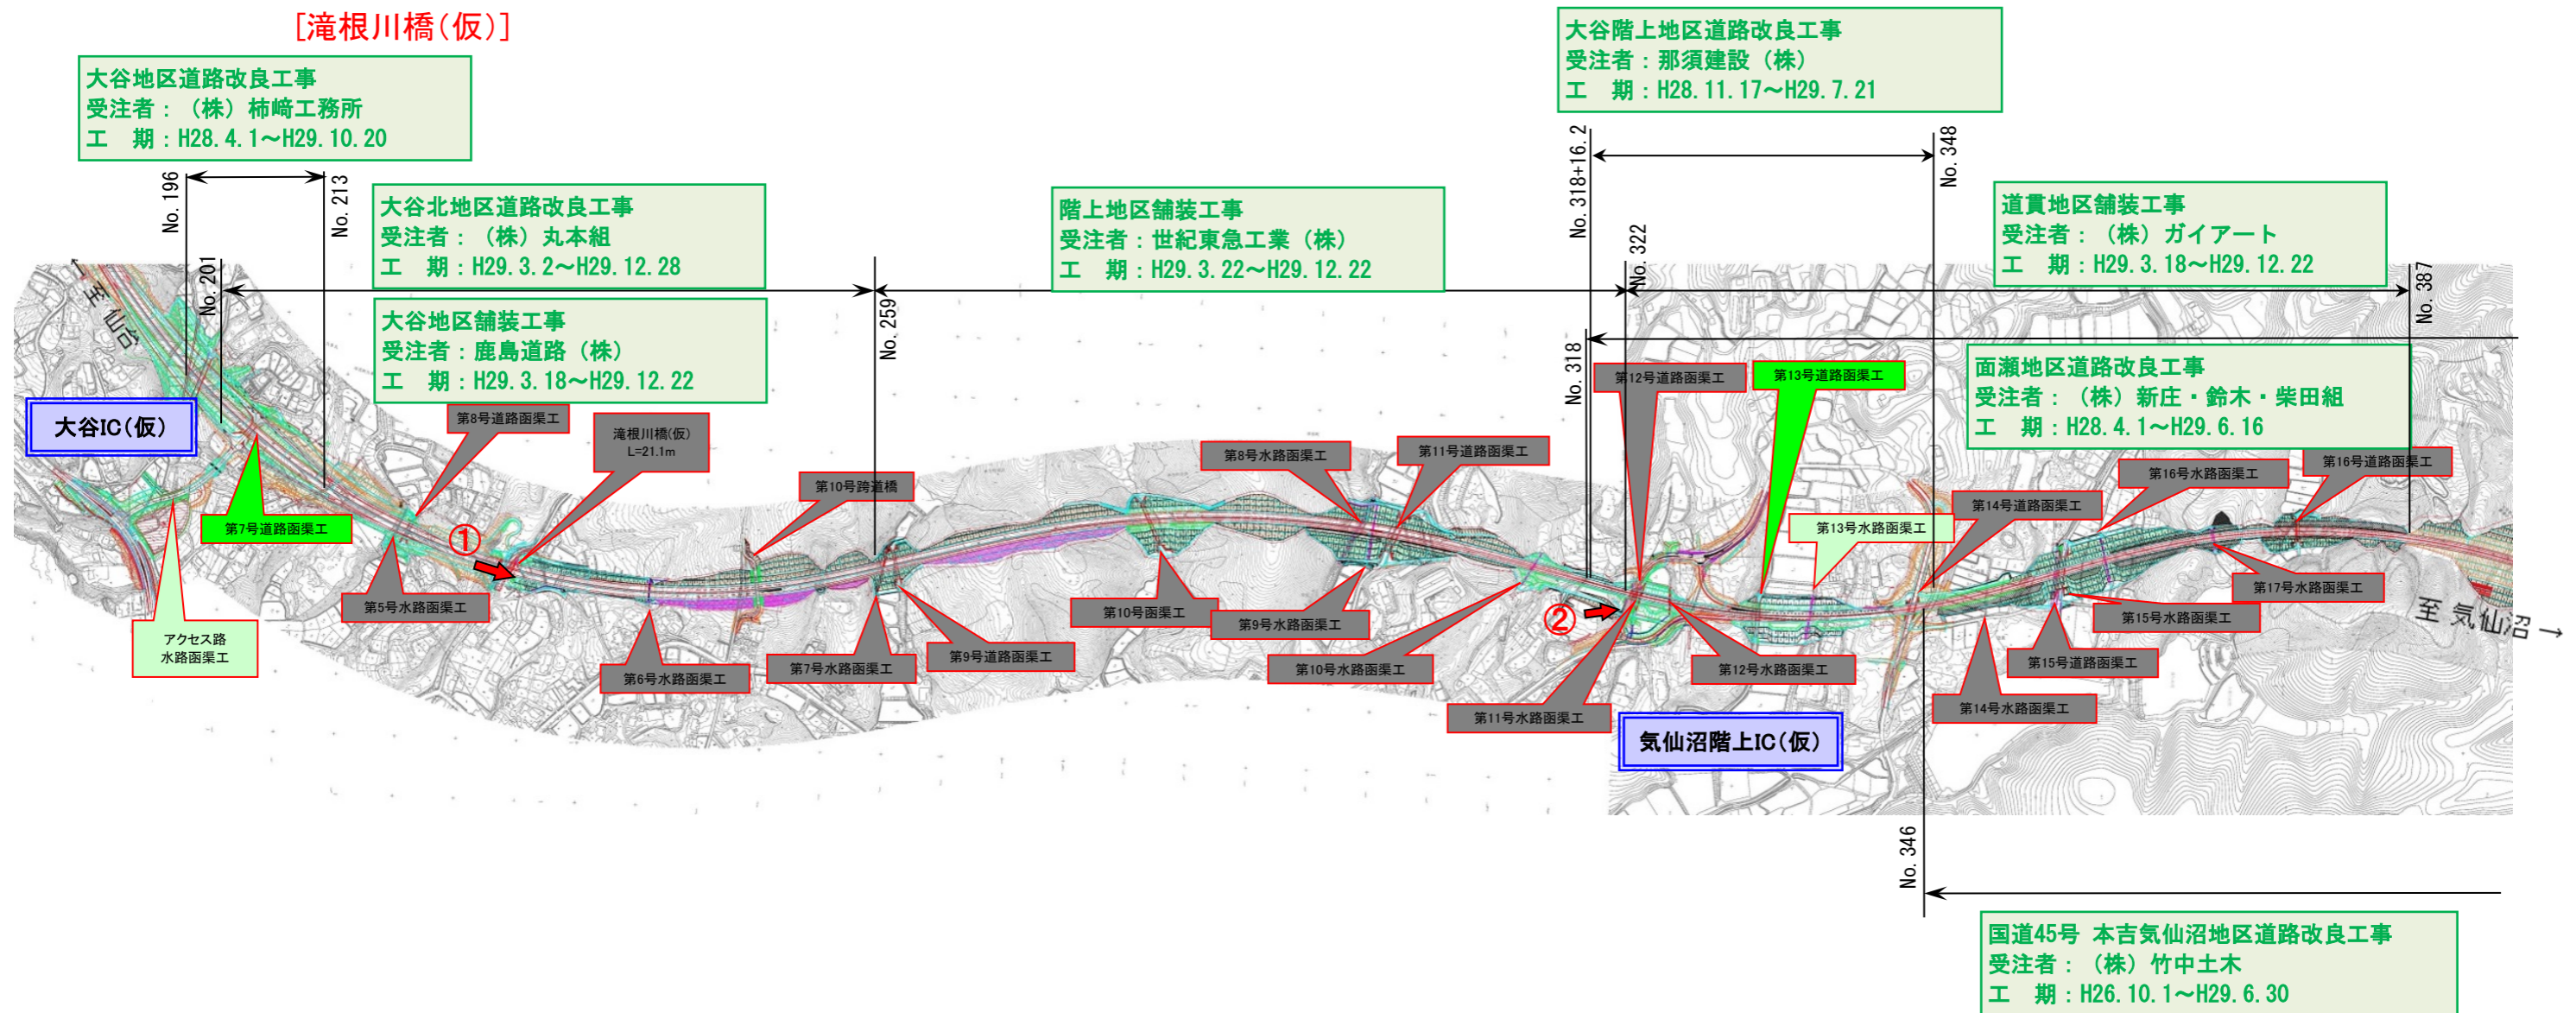 [滝根川橋(仮)]
大谷地区道路改良工事
受注者:(株)柿﨑工務所
工 期:H28.4.1～H29.10.20
大谷階上地区道路改良工事
受注者:那須建設(株)
工 期:H28.11.17～H29.7.21
No.196
No.213
No.318+16.2
No.348
大谷北地区道路改良工事
受注者:(株)丸本組
工 期:H29.3.2～H29.12.28
階上地区舗装工事
受注者:世紀東急工業(株)
工 期:H29.3.22～H29.12.22
道貫地区舗装工事
受注者:(株)ガイアート
工 期:H29.3.18～H29.12.22
No.201
No.259
No.322
No.387
至 仙台
大谷地区舗装工事
受注者:鹿島道路(株)
工 期:H29.3.18～H29.12.22
No.318
面瀬地区道路改良工事
受注者:(株)新庄・鈴木・柴田組
工 期:H28.4.1～H29.6.16
大谷IC(仮)
第8号道路函渠工
滝根川橋(仮)
L=21.1m
第12号道路函渠工
第13号道路函渠工
第10号跨道橋
第8号水路函渠工
第11号道路函渠工
第16号水路函渠工
第16号道路函渠工
第7号道路函渠工
①
第14号道路函渠工
第13号水路函渠工
第5号水路函渠工
第10号函渠工
第9号水路函渠工
②
第17号水路函渠工
第15号水路函渠工
至 気仙沼 →
アクセス路
水路函渠工
第6号水路函渠工
第7号水路函渠工
第9号道路函渠工
第10号水路函渠工
第12号水路函渠工
第15号道路函渠工
第11号水路函渠工
第14号水路函渠工
気仙沼階上IC(仮)
No.346
国道45号 本吉気仙沼地区道路改良工事
受注者:(株)竹中土木
工 期:H26.10.1～H29.6.30